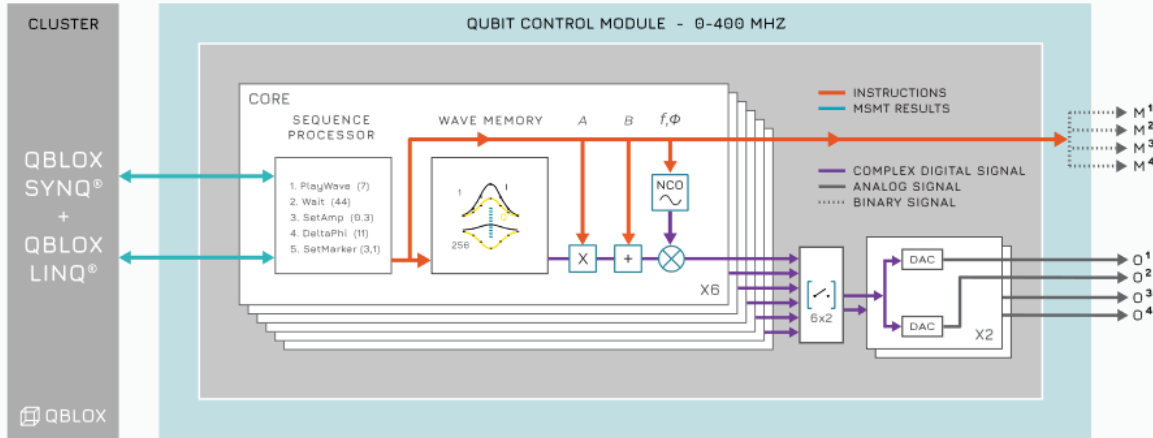 CLUSTER
QBLOX
SYNQ®
+
QBLOX
LINQ®
QBLOX
QUBIT CONTROL MODULE - 0-400 MHZ
INSTRUCTIONS
MSMT RESULTS
COMPLEX DIGITAL SIGNAL
ANALOG SIGNAL
BINARY SIGNAL
CORE
SEQUENCE
PROCESSOR
1. PlayWave (7)
2. Wait (44)
3. SetAmp (0.3)
4. DeltaPhi (11)
5. SetMarker (3,1)
WAVE MEMORY
1
I
Q
256
A
B
f,Φ
NCO
X
+
X6
6x2
DAC
DAC
X2
M¹
M²
M³
M⁴
O¹
O²
O³
O⁴